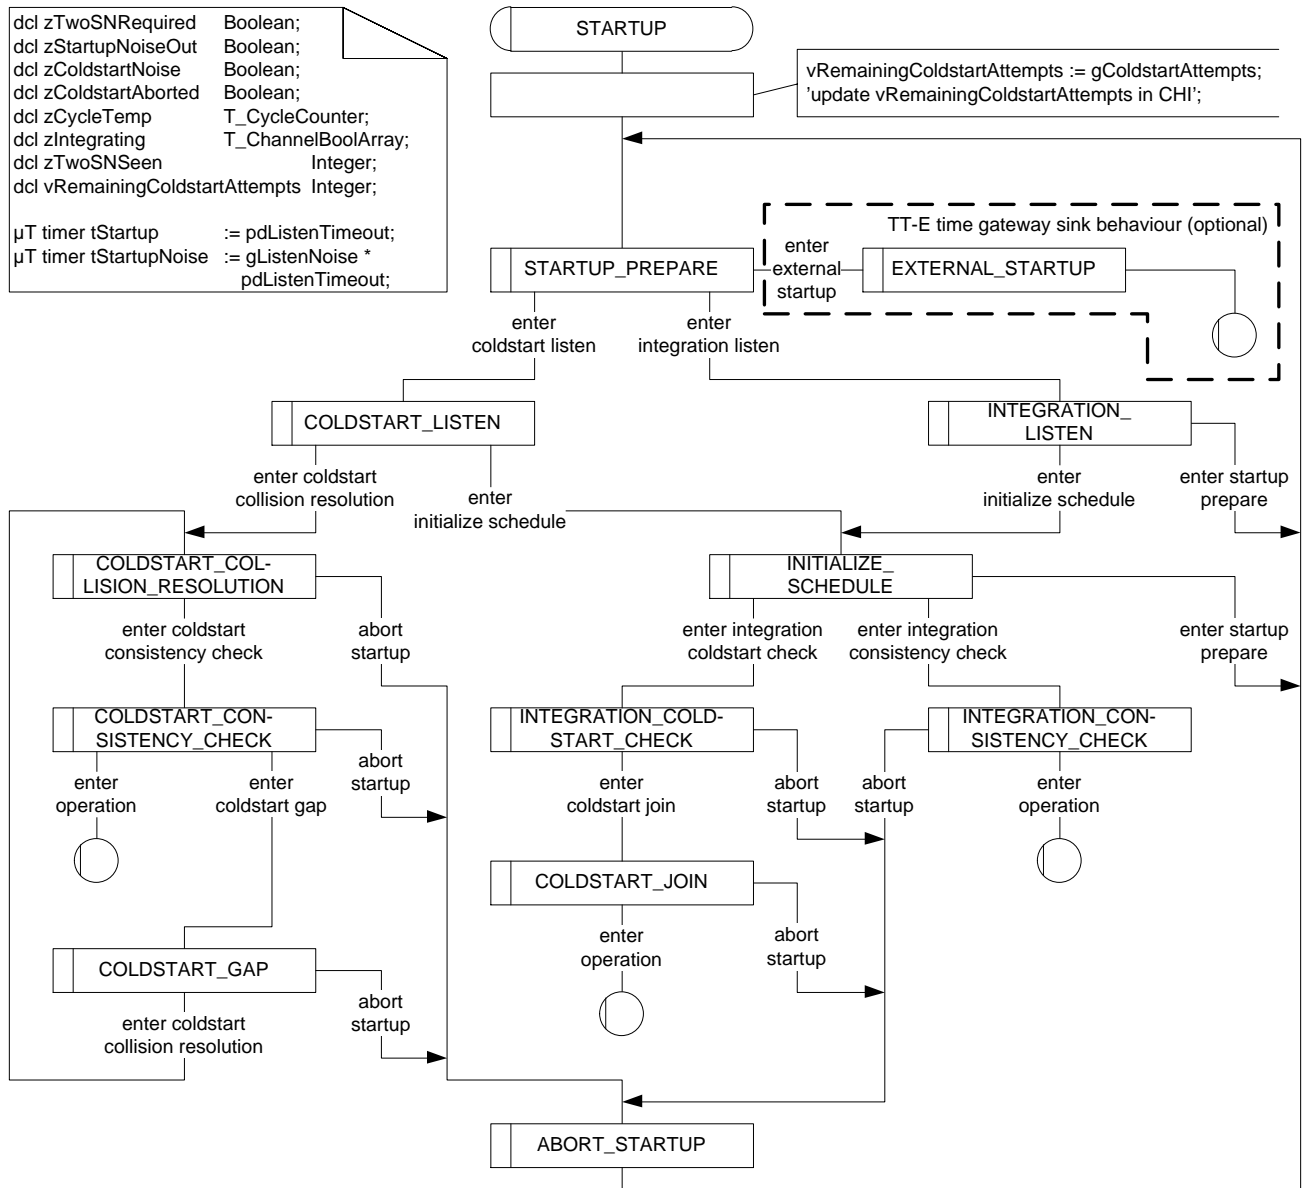 dcl zTwoSNRequired Boolean;
dcl zStartupNoiseOut Boolean;
dcl zColdstartNoise Boolean;
dcl zColdstartAborted Boolean;
dcl zCycleTemp T_CycleCounter;
dcl zIntegrating T_ChannelBoolArray;
dcl zTwoSNSeen Integer;
dcl vRemainingColdstartAttempts Integer;
µT timer tStartup := pdListenTimeout;
µT timer tStartupNoise := gListenNoise *
pdListenTimeout;
STARTUP
vRemainingColdstartAttempts := gColdstartAttempts;
'update vRemainingColdstartAttempts in CHI';
TT-E time gateway sink behaviour (optional)
STARTUP_PREPARE
enter
external
startup
EXTERNAL_STARTUP
enter
coldstart listen
enter
integration listen
COLDSTART_LISTEN
INTEGRATION_
LISTEN
enter coldstart
collision resolution
enter
initialize schedule
enter
initialize schedule
enter startup
prepare
COLDSTART_COL-
LISION_RESOLUTION
INITIALIZE_
SCHEDULE
enter coldstart
consistency check
abort
startup
enter integration
coldstart check
enter integration
consistency check
enter startup
prepare
COLDSTART_CON-
SISTENCY_CHECK
INTEGRATION_COLD-
START_CHECK
INTEGRATION_CON-
SISTENCY_CHECK
enter
operation
enter
coldstart gap
abort
startup
enter
coldstart join
abort
startup
abort
startup
enter
operation
COLDSTART_JOIN
enter
operation
abort
startup
COLDSTART_GAP
enter coldstart
collision resolution
abort
startup
ABORT_STARTUP